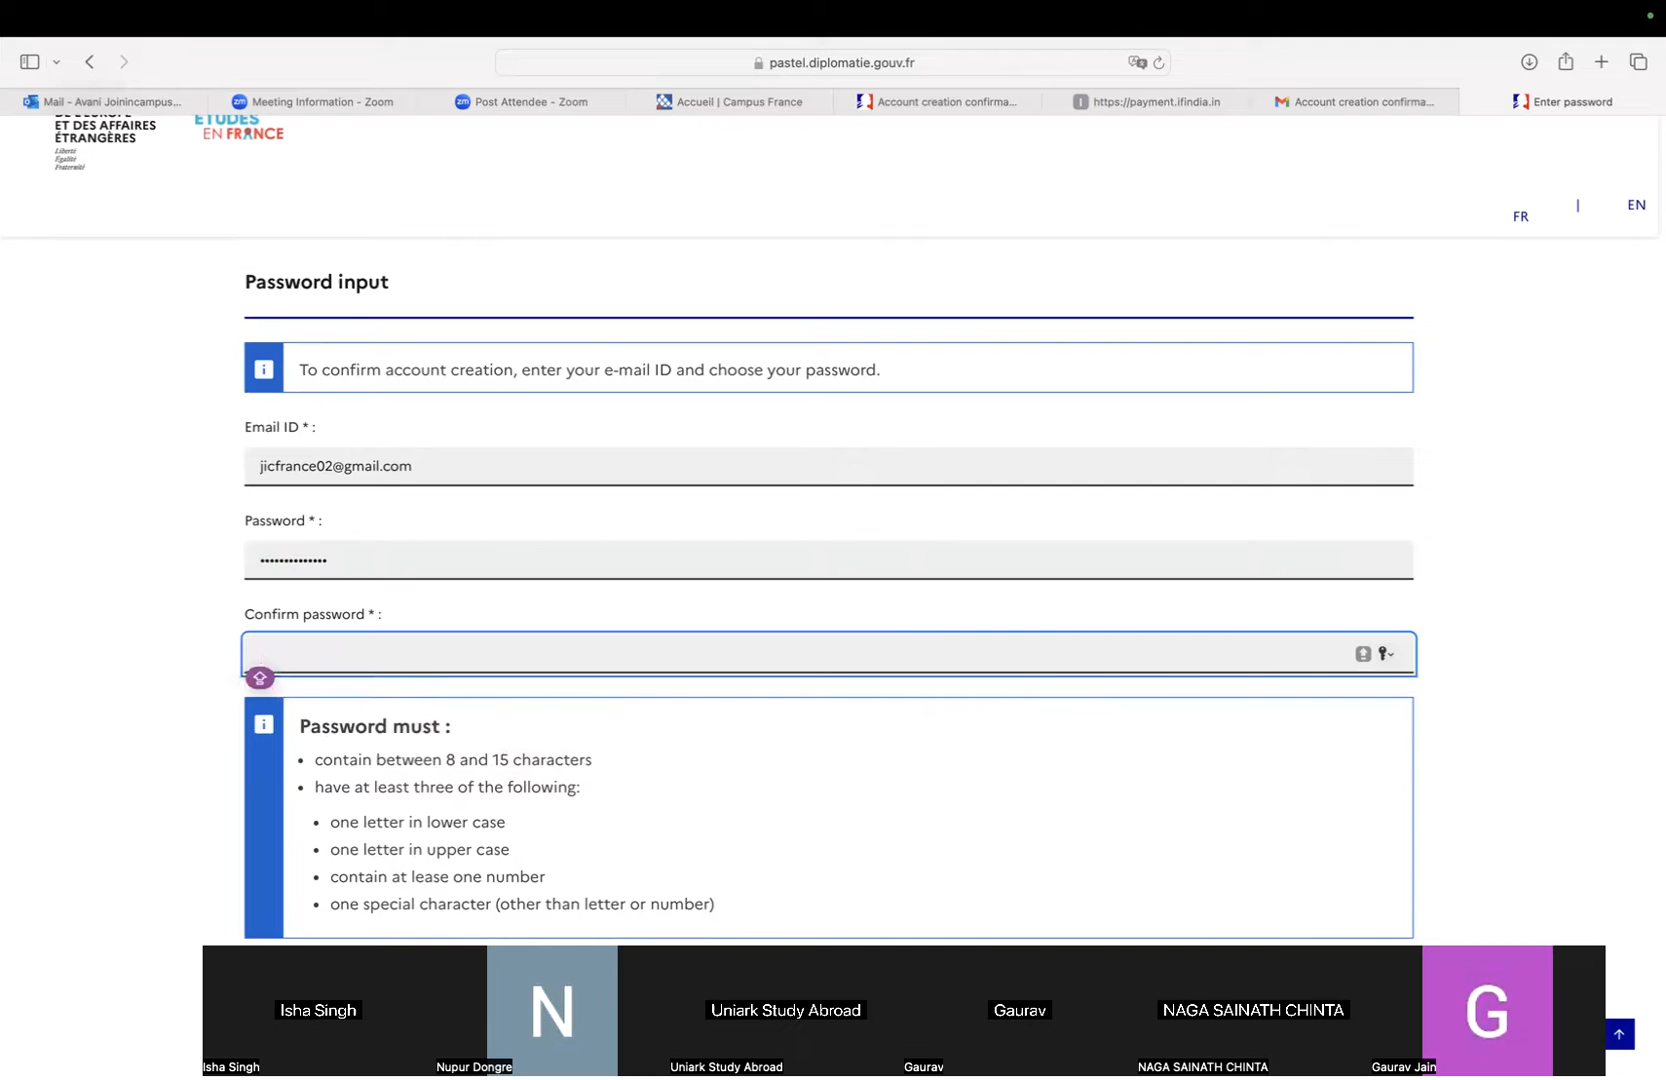 pastel.diplomatie.gouv.fr
Mail - Avani Joinincampus...
Meeting Information - Zoom
Post Attendee - Zoom
Accueil | Campus France
Account creation confirma...
https://payment.ifindia.in
Account creation confirma...
Enter password
DE L'EUROPE
ET DES AFFAIRES
ÉTRANGÈRES
Liberté
Égalité
Fraternité
ÉTUDES
EN FRANCE
FR
|
EN
Password input
To confirm account creation, enter your e-mail ID and choose your password.
Email ID * :
jicfrance02@gmail.com
Password * :
••••••••••••••
Confirm password * :
Password must :
• contain between 8 and 15 characters
• have at least three of the following:
• one letter in lower case
• one letter in upper case
• contain at lease one number
• one special character (other than letter or number)
Isha Singh
N
Uniark Study Abroad
Gaurav
NAGA SAINATH CHINTA
G
Isha Singh
Nupur Dongre
Uniark Study Abroad
Gaurav
NAGA SAINATH CHINTA
Gaurav Jain